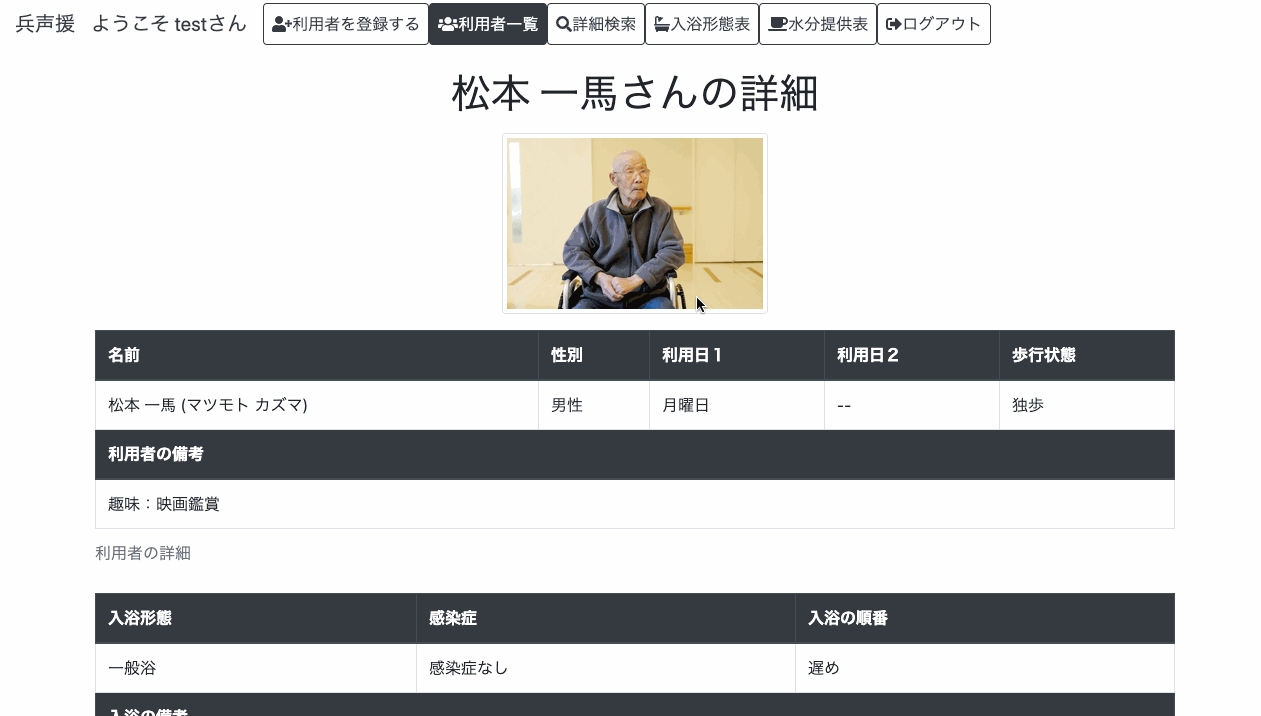 兵声援 ようこそ testさん 利用者を登録する 利用者一覧 詳細検索 入浴形態表 水分提供表 ログアウト
松本 一馬さんの詳細
名前 性別 利用日１ 利用日２ 歩行状態
松本 一馬 (マツモト カズマ) 男性 月曜日 -- 独歩
利用者の備考
趣味：映画鑑賞
利用者の詳細
入浴形態 感染症 入浴の順番
一般浴 感染症なし 遅め
入浴の備考